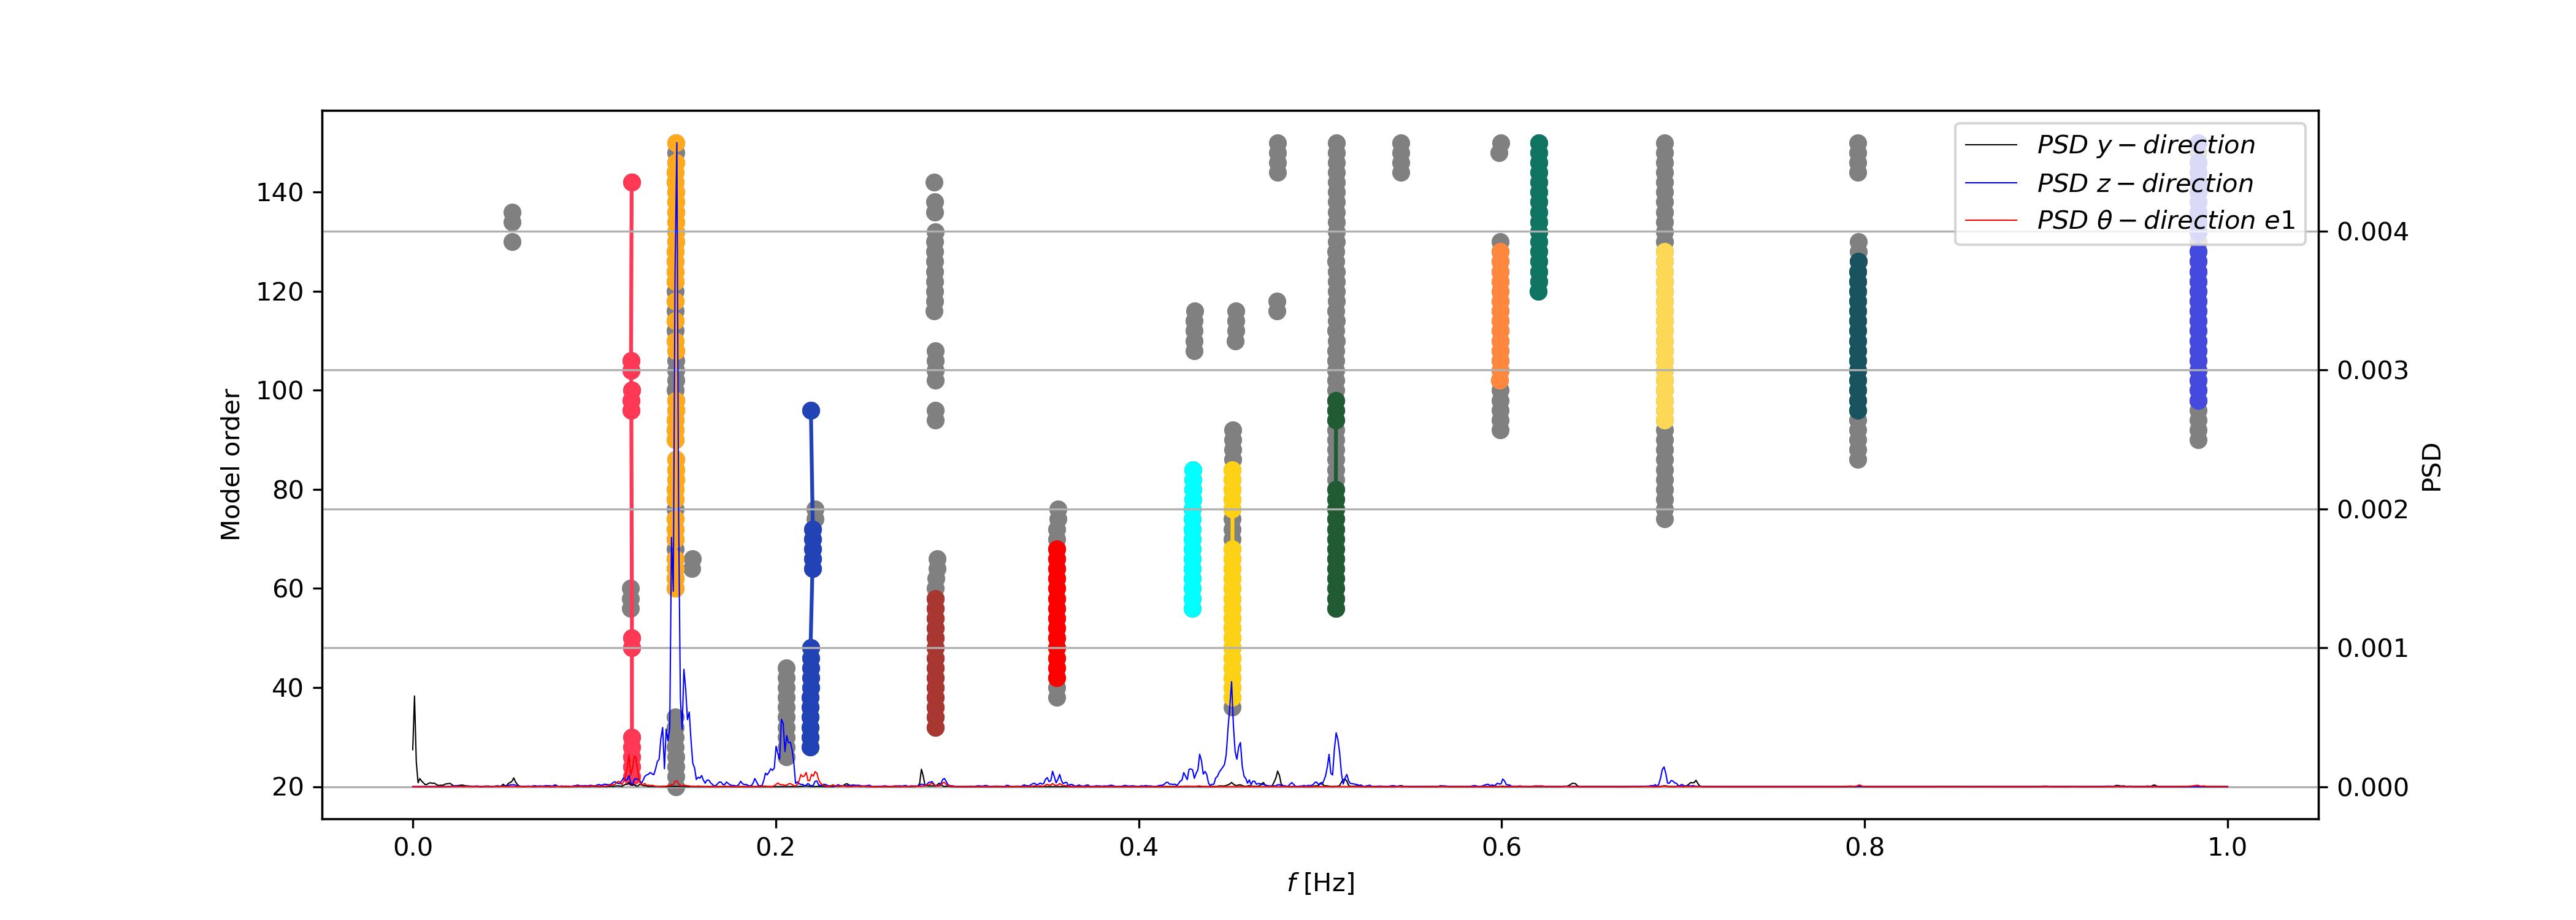 PSD y − direction
PSD z − direction
PSD θ − direction e1
140
120
100
80
60
40
20
Model order
0.004
0.003
0.002
0.001
0.000
PSD
0.0 0.2 0.4 0.6 0.8 1.0
f [Hz]